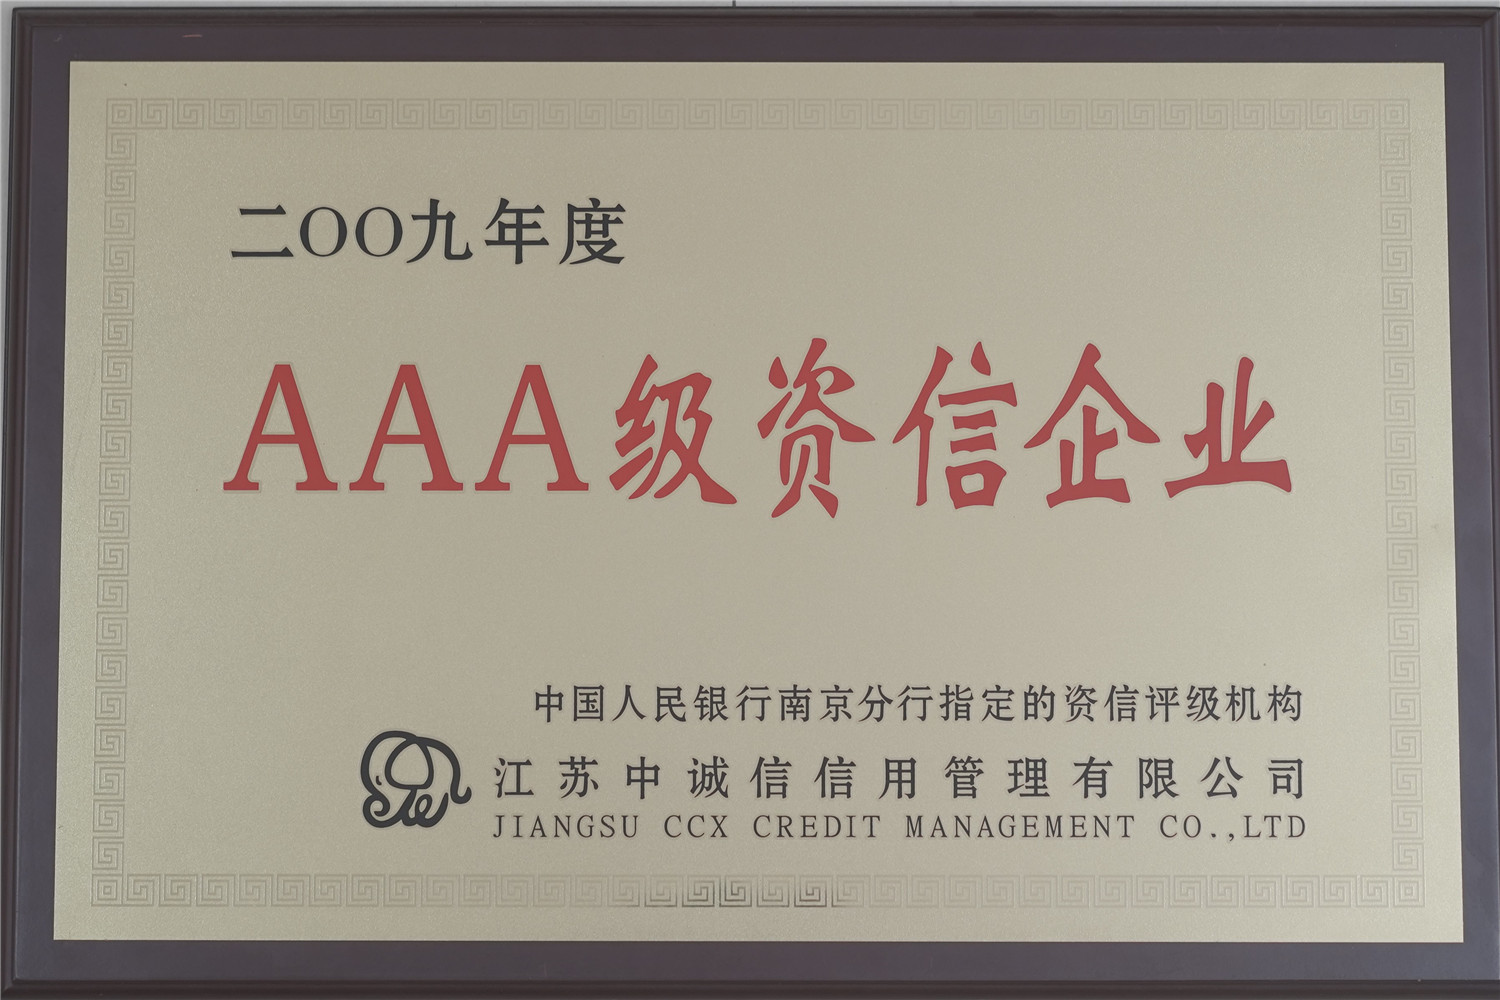 二〇〇九年度
AAA级资信企业
中国人民银行南京分行指定的资信评级机构
江苏中诚信信用管理有限公司
JIANGSU CCX CREDIT MANAGEMENT CO.,LTD